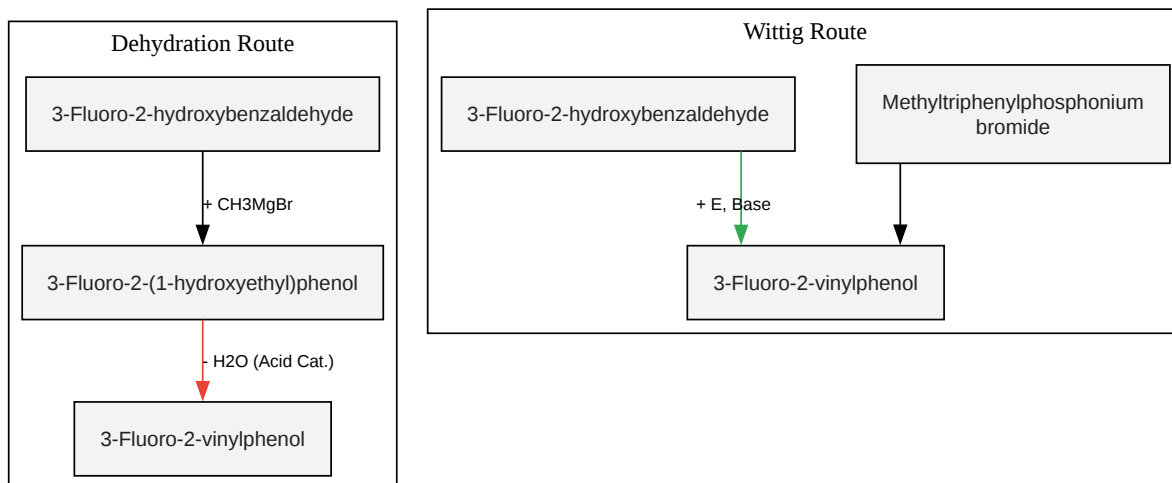 Dehydration Route
3-Fluoro-2-hydroxybenzaldehyde
+ CH3MgBr
3-Fluoro-2-(1-hydroxyethyl)phenol
- H2O (Acid Cat.)
3-Fluoro-2-vinylphenol
Wittig Route
3-Fluoro-2-hydroxybenzaldehyde
Methyltriphenylphosphonium
bromide
+ E, Base
3-Fluoro-2-vinylphenol